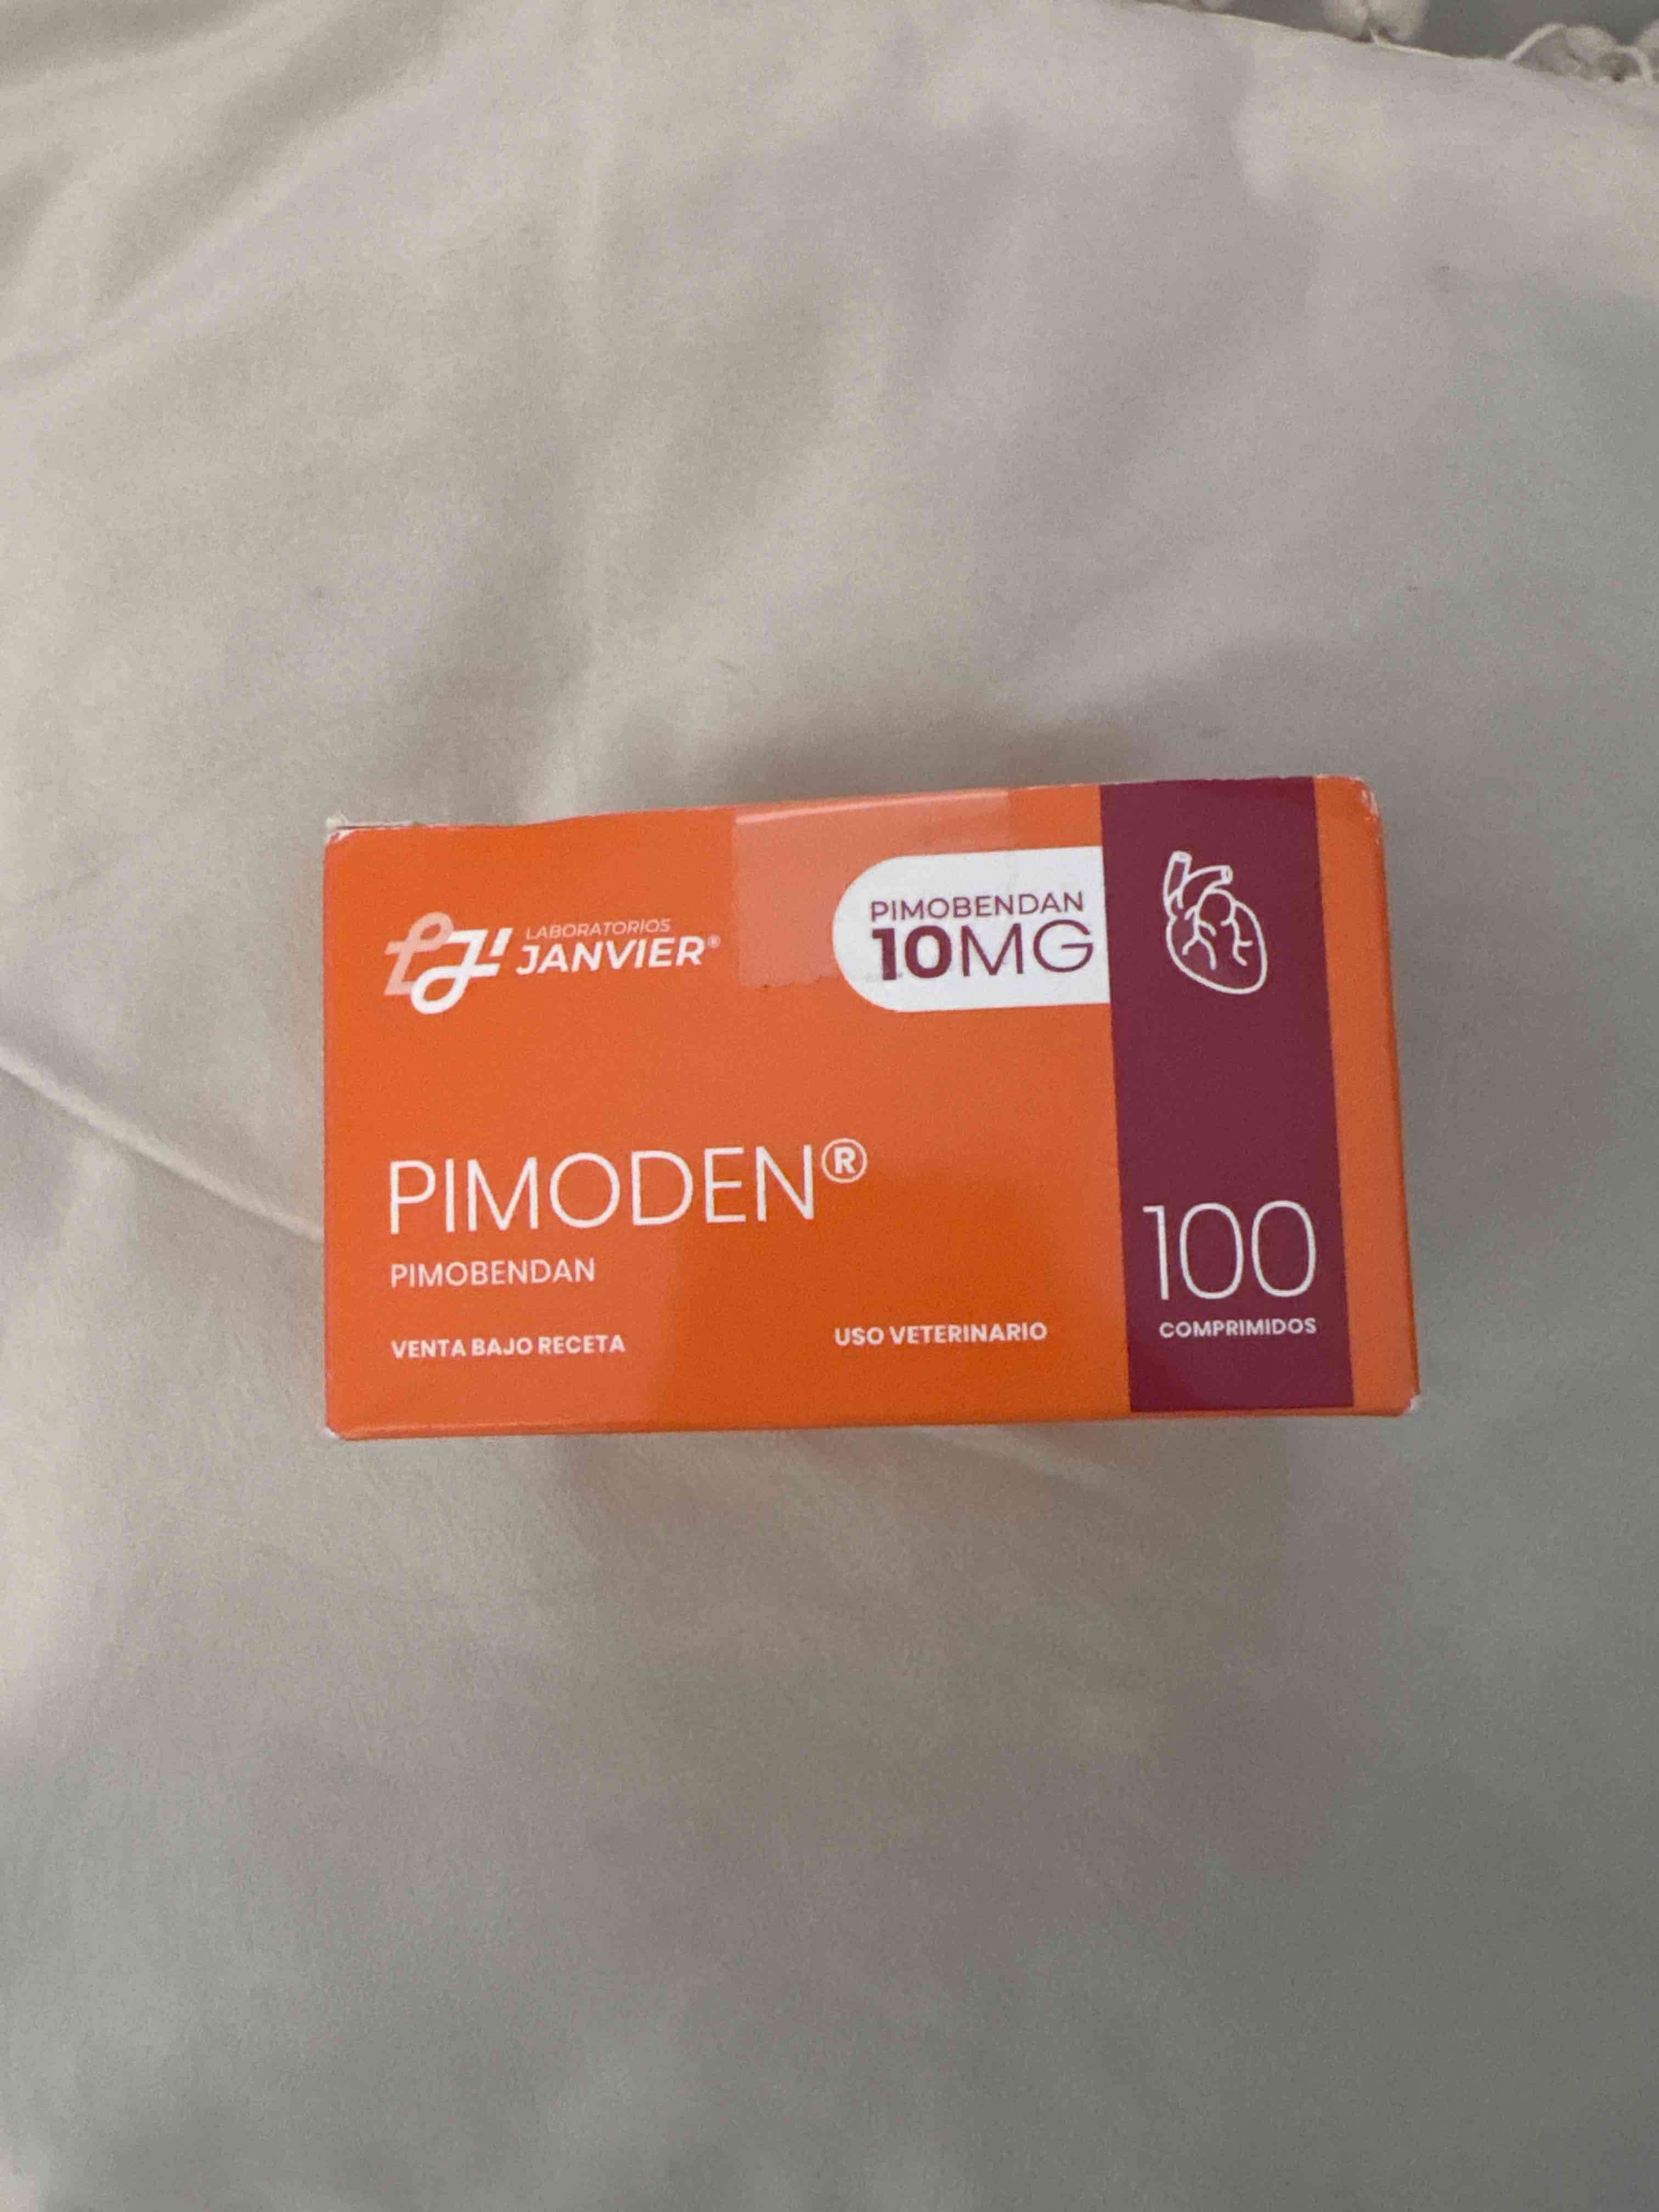 LABORATORIOS
JANVIER®
PIMOBENDAN
10MG
PIMODEN®
PIMOBENDAN
VENTA BAJO RECETA
USO VETERINARIO
100
COMPRIMIDOS